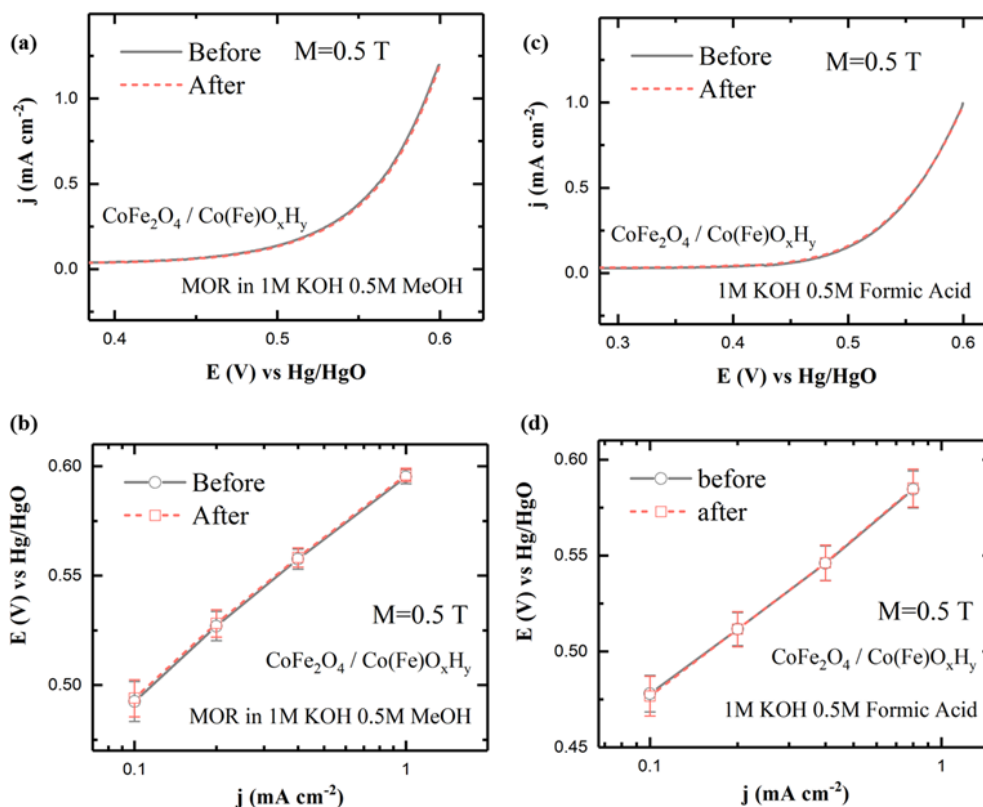 (a)
Before
After
M=0.5 T
j (mA cm⁻²)
1.0
0.5
0.0
CoFe₂O₄ / Co(Fe)OₓHᵧ
MOR in 1M KOH 0.5M MeOH
0.4
0.5
0.6
E (V) vs Hg/HgO
(c)
Before
After
M=0.5 T
j (mA cm⁻²)
1.0
0.5
0.0
CoFe₂O₄ / Co(Fe)OₓHᵧ
1M KOH 0.5M Formic Acid
0.3
0.4
0.5
0.6
E (V) vs Hg/HgO
(b)
Before
After
E (V) vs Hg/HgO
0.60
0.55
0.50
M=0.5 T
CoFe₂O₄ / Co(Fe)OₓHᵧ
MOR in 1M KOH 0.5M MeOH
0.1
1
j (mA cm⁻²)
(d)
before
after
E (V) vs Hg/HgO
0.60
0.55
0.50
0.45
M=0.5 T
CoFe₂O₄ / Co(Fe)OₓHᵧ
1M KOH 0.5M Formic Acid
0.1
1
j (mA cm⁻²)